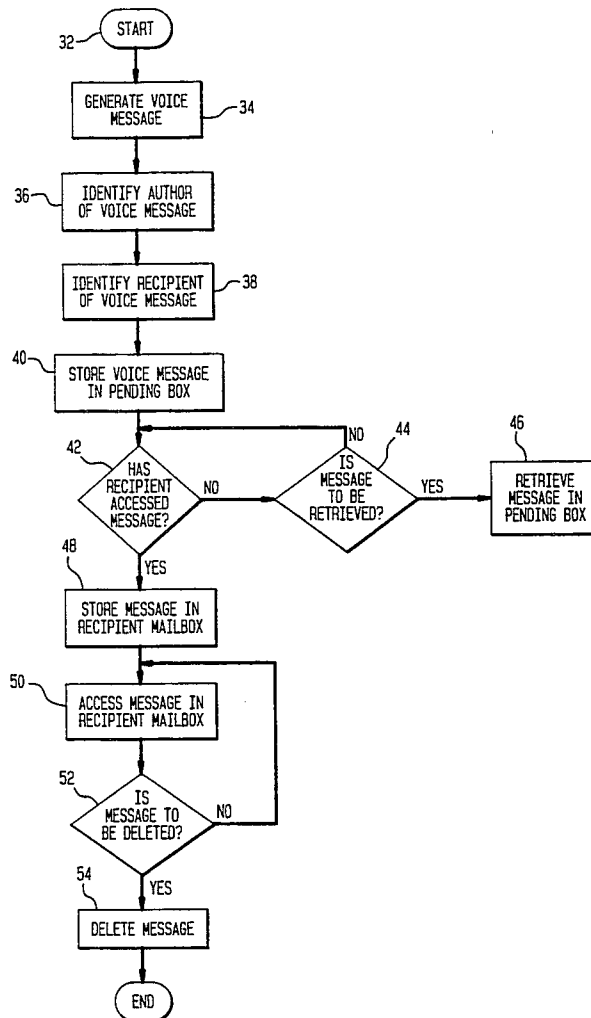 START
32
GENERATE VOICE
MESSAGE
34
36
IDENTIFY AUTHOR
OF VOICE MESSAGE
IDENTIFY RECIPIENT
OF VOICE MESSAGE
38
40
STORE VOICE MESSAGE
IN PENDING BOX
42
HAS
RECIPIENT
ACCESSED
MESSAGE?
NO
NO
44
IS
MESSAGE
TO BE
RETRIEVED?
YES
46
RETRIEVE
MESSAGE IN
PENDING BOX
YES
48
STORE MESSAGE IN
RECIPIENT MAILBOX
50
ACCESS MESSAGE IN
RECIPIENT MAILBOX
52
IS
MESSAGE TO
BE DELETED?
NO
YES
54
DELETE MESSAGE
END